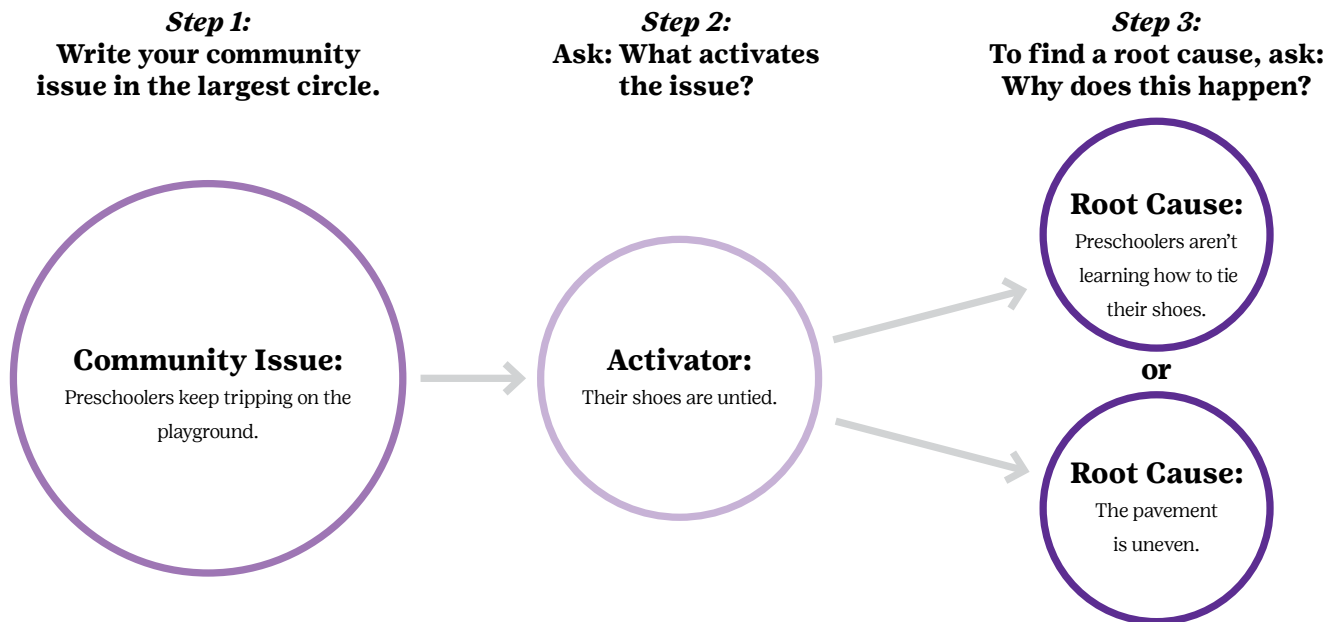 Step 1:
Write your community
issue in the largest circle.
Community Issue:
Preschoolers keep tripping on the
playground.
Step 2:
Ask: What activates
the issue?
Activator:
Their shoes are untied.
Step 3:
To find a root cause, ask:
Why does this happen?
Root Cause:
Preschoolers aren’t
learning how to tie
their shoes.
or
Root Cause:
The pavement
is uneven.